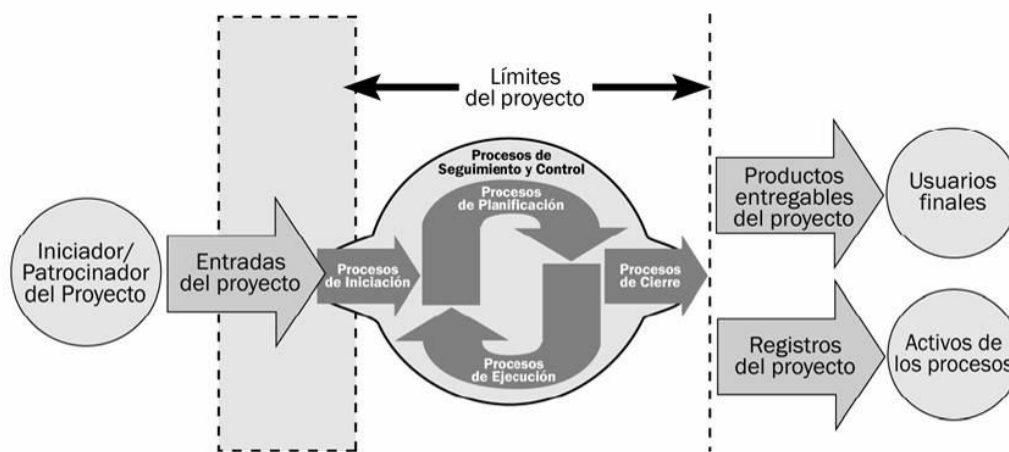 Límites
del proyecto
Procesos de
Seguimiento y Control
Procesos
de Planificación
Iniciador/
Patrocinador
del Proyecto
Entradas
del proyecto
Procesos
de Iniciación
Procesos
de Cierre
Procesos
de Ejecución
Productos
entregables
del proyecto
Usuarios
finales
Registros
del proyecto
Activos de
los procesos